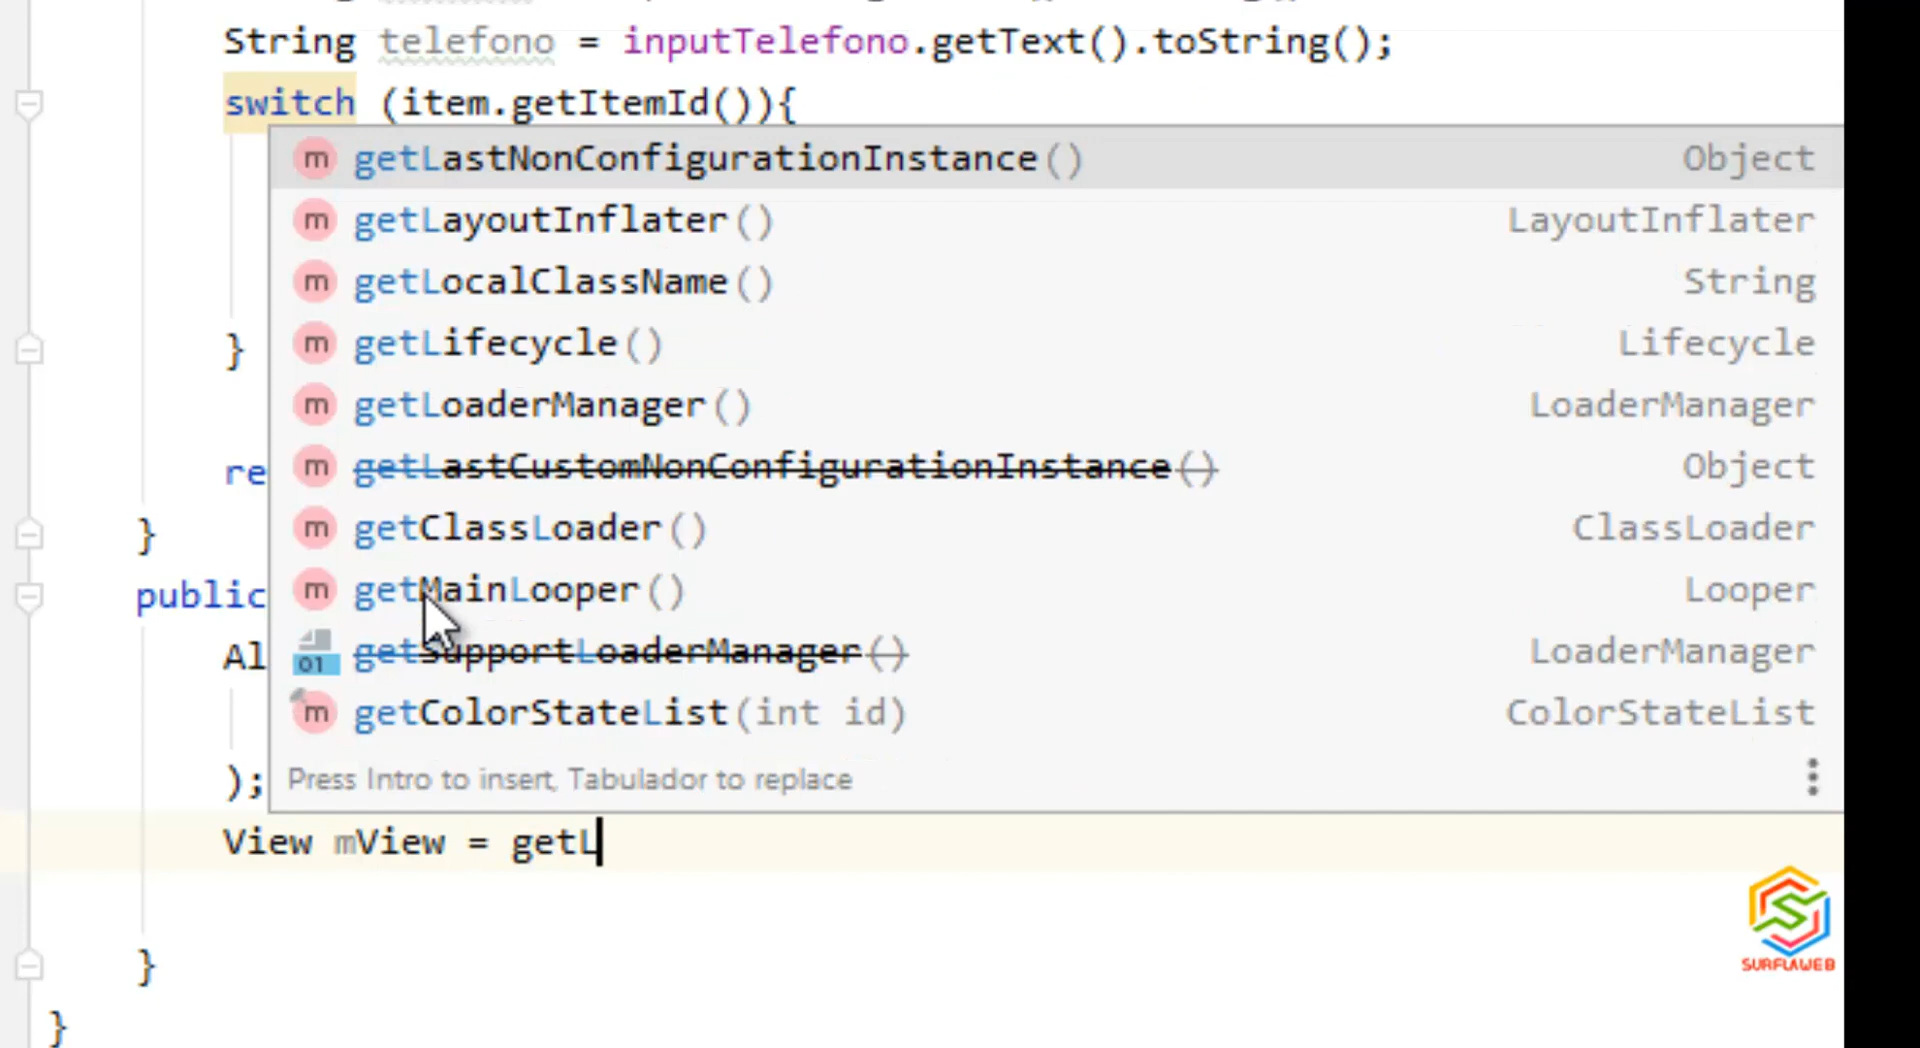 String telefono = inputTelefono.getText().toString();
switch (item.getItemId()){
m getLastNonConfigurationInstance() Object
m getLayoutInflater() LayoutInflater
m getLocalClassName() String
} m getLifecycle() Lifecycle
m getLoaderManager() LoaderManager
re m getLastCustomNonConfigurationInstance() Object
} m getClassLoader() ClassLoader
public m getMainLooper() Looper
Al 01 getSupportLoaderManager() LoaderManager
m getColorStateList(int id) ColorStateList
); Press Intro to insert, Tabulador to replace
View mView = getL
SURFLAWEB
}
}